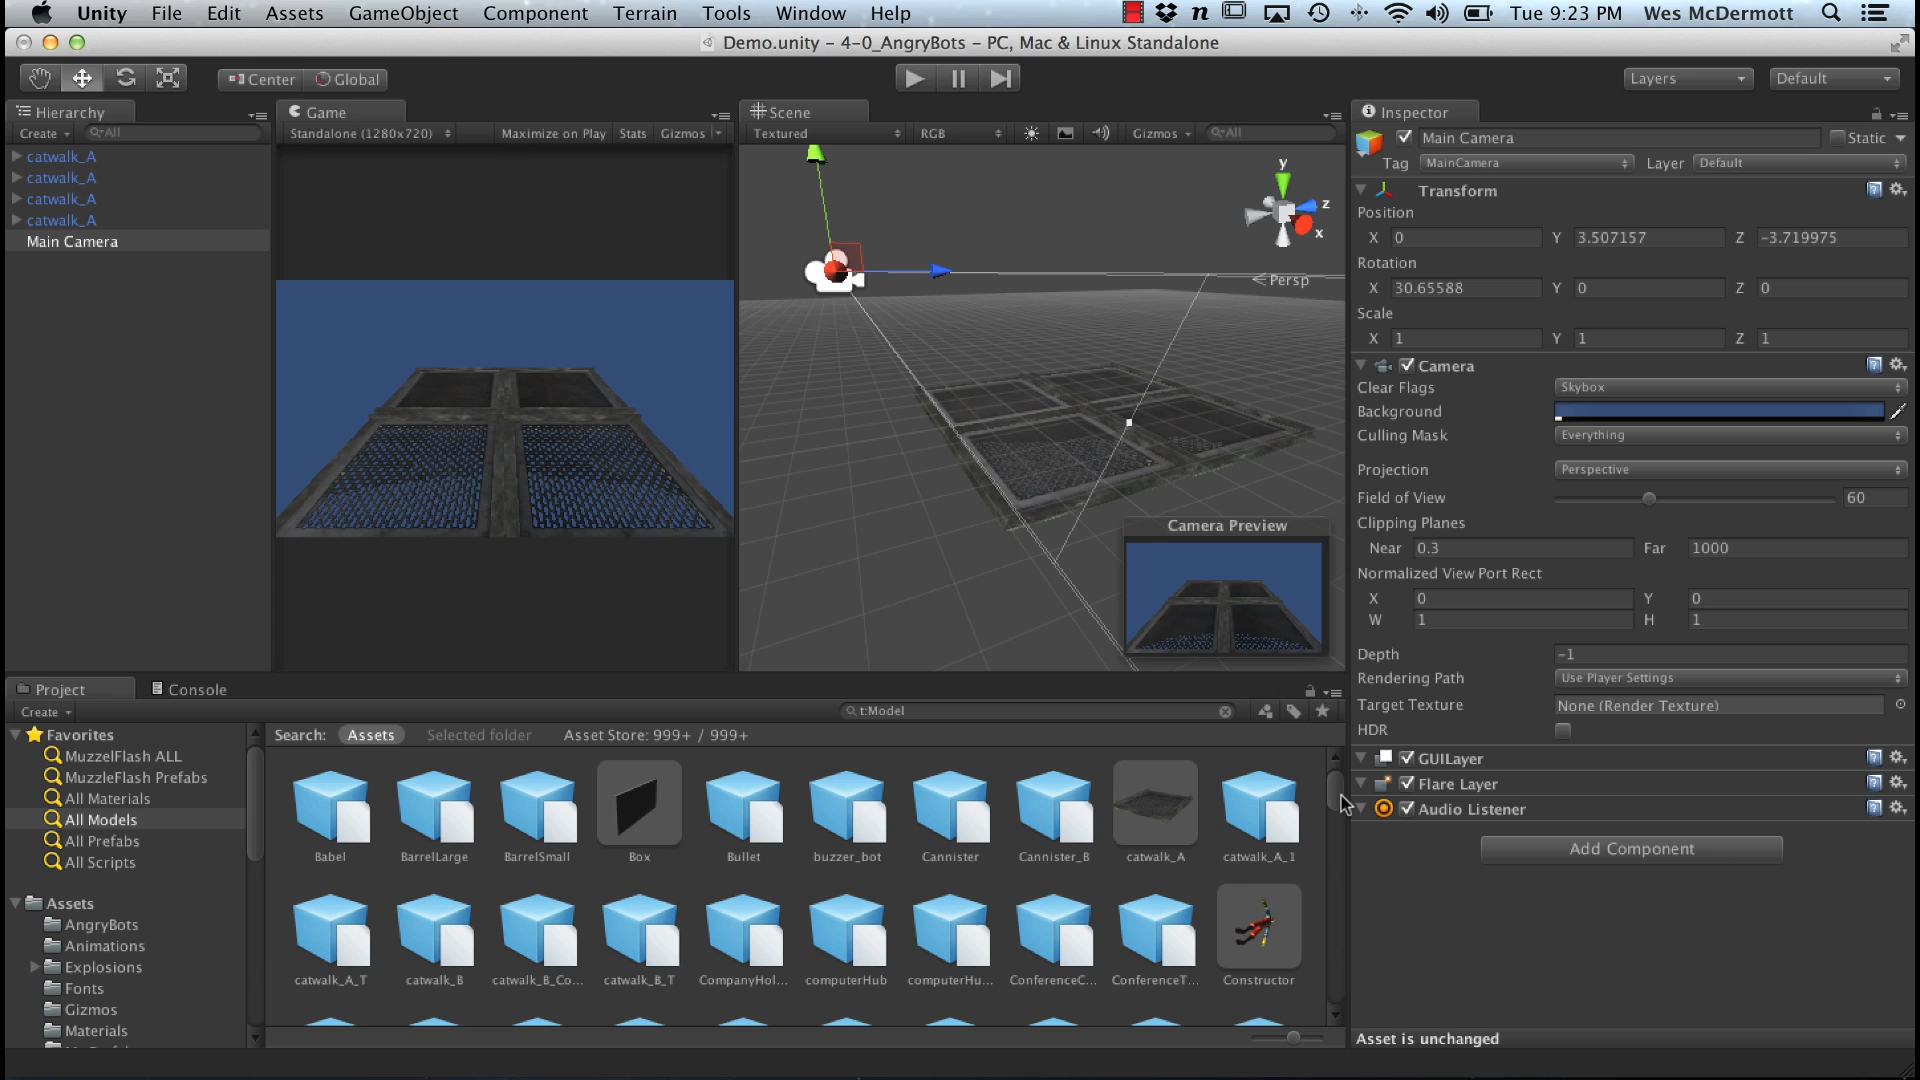 Unity File Edit Assets GameObject Component Terrain Tools Window Help Tue 9:23 PM Wes McDermott
Demo.unity – 4-0_AngryBots – PC, Mac & Linux Standalone
Center Global Layers Default
Hierarchy
Create All
catwalk_A
catwalk_A
catwalk_A
catwalk_A
Main Camera
Game
Standalone (1280x720) Maximize on Play Stats Gizmos
Scene
Textured RGB Gizmos All
y
z
x
Persp
Camera Preview
Inspector
Main Camera Static
Tag MainCamera Layer Default
Transform
Position
X 0 Y 3.507157 Z -3.719975
Rotation
X 30.65588 Y 0 Z 0
Scale
X 1 Y 1 Z 1
Camera
Clear Flags Skybox
Background
Culling Mask Everything
Projection Perspective
Field of View 60
Clipping Planes
Near 0.3 Far 1000
Normalized View Port Rect
X 0 Y 0
W 1 H 1
Depth -1
Rendering Path Use Player Settings
Target Texture None (Render Texture)
HDR
GUILayer
Flare Layer
Audio Listener
Add Component
Asset is unchanged
Project Console
Create t:Model
Favorites
MuzzelFlash ALL
MuzzleFlash Prefabs
All Materials
All Models
All Prefabs
All Scripts
Assets
AngryBots
Animations
Explosions
Fonts
Gizmos
Materials
Search: Assets Selected folder Asset Store: 999+ / 999+
Babel BarrelLarge BarrelSmall Box Bullet buzzer_bot Cannister Cannister_B catwalk_A catwalk_A_1
catwalk_A_T catwalk_B catwalk_B_Co... catwalk_B_T CompanyHol... computerHub computerHu... ConferenceC... ConferenceT... Constructor